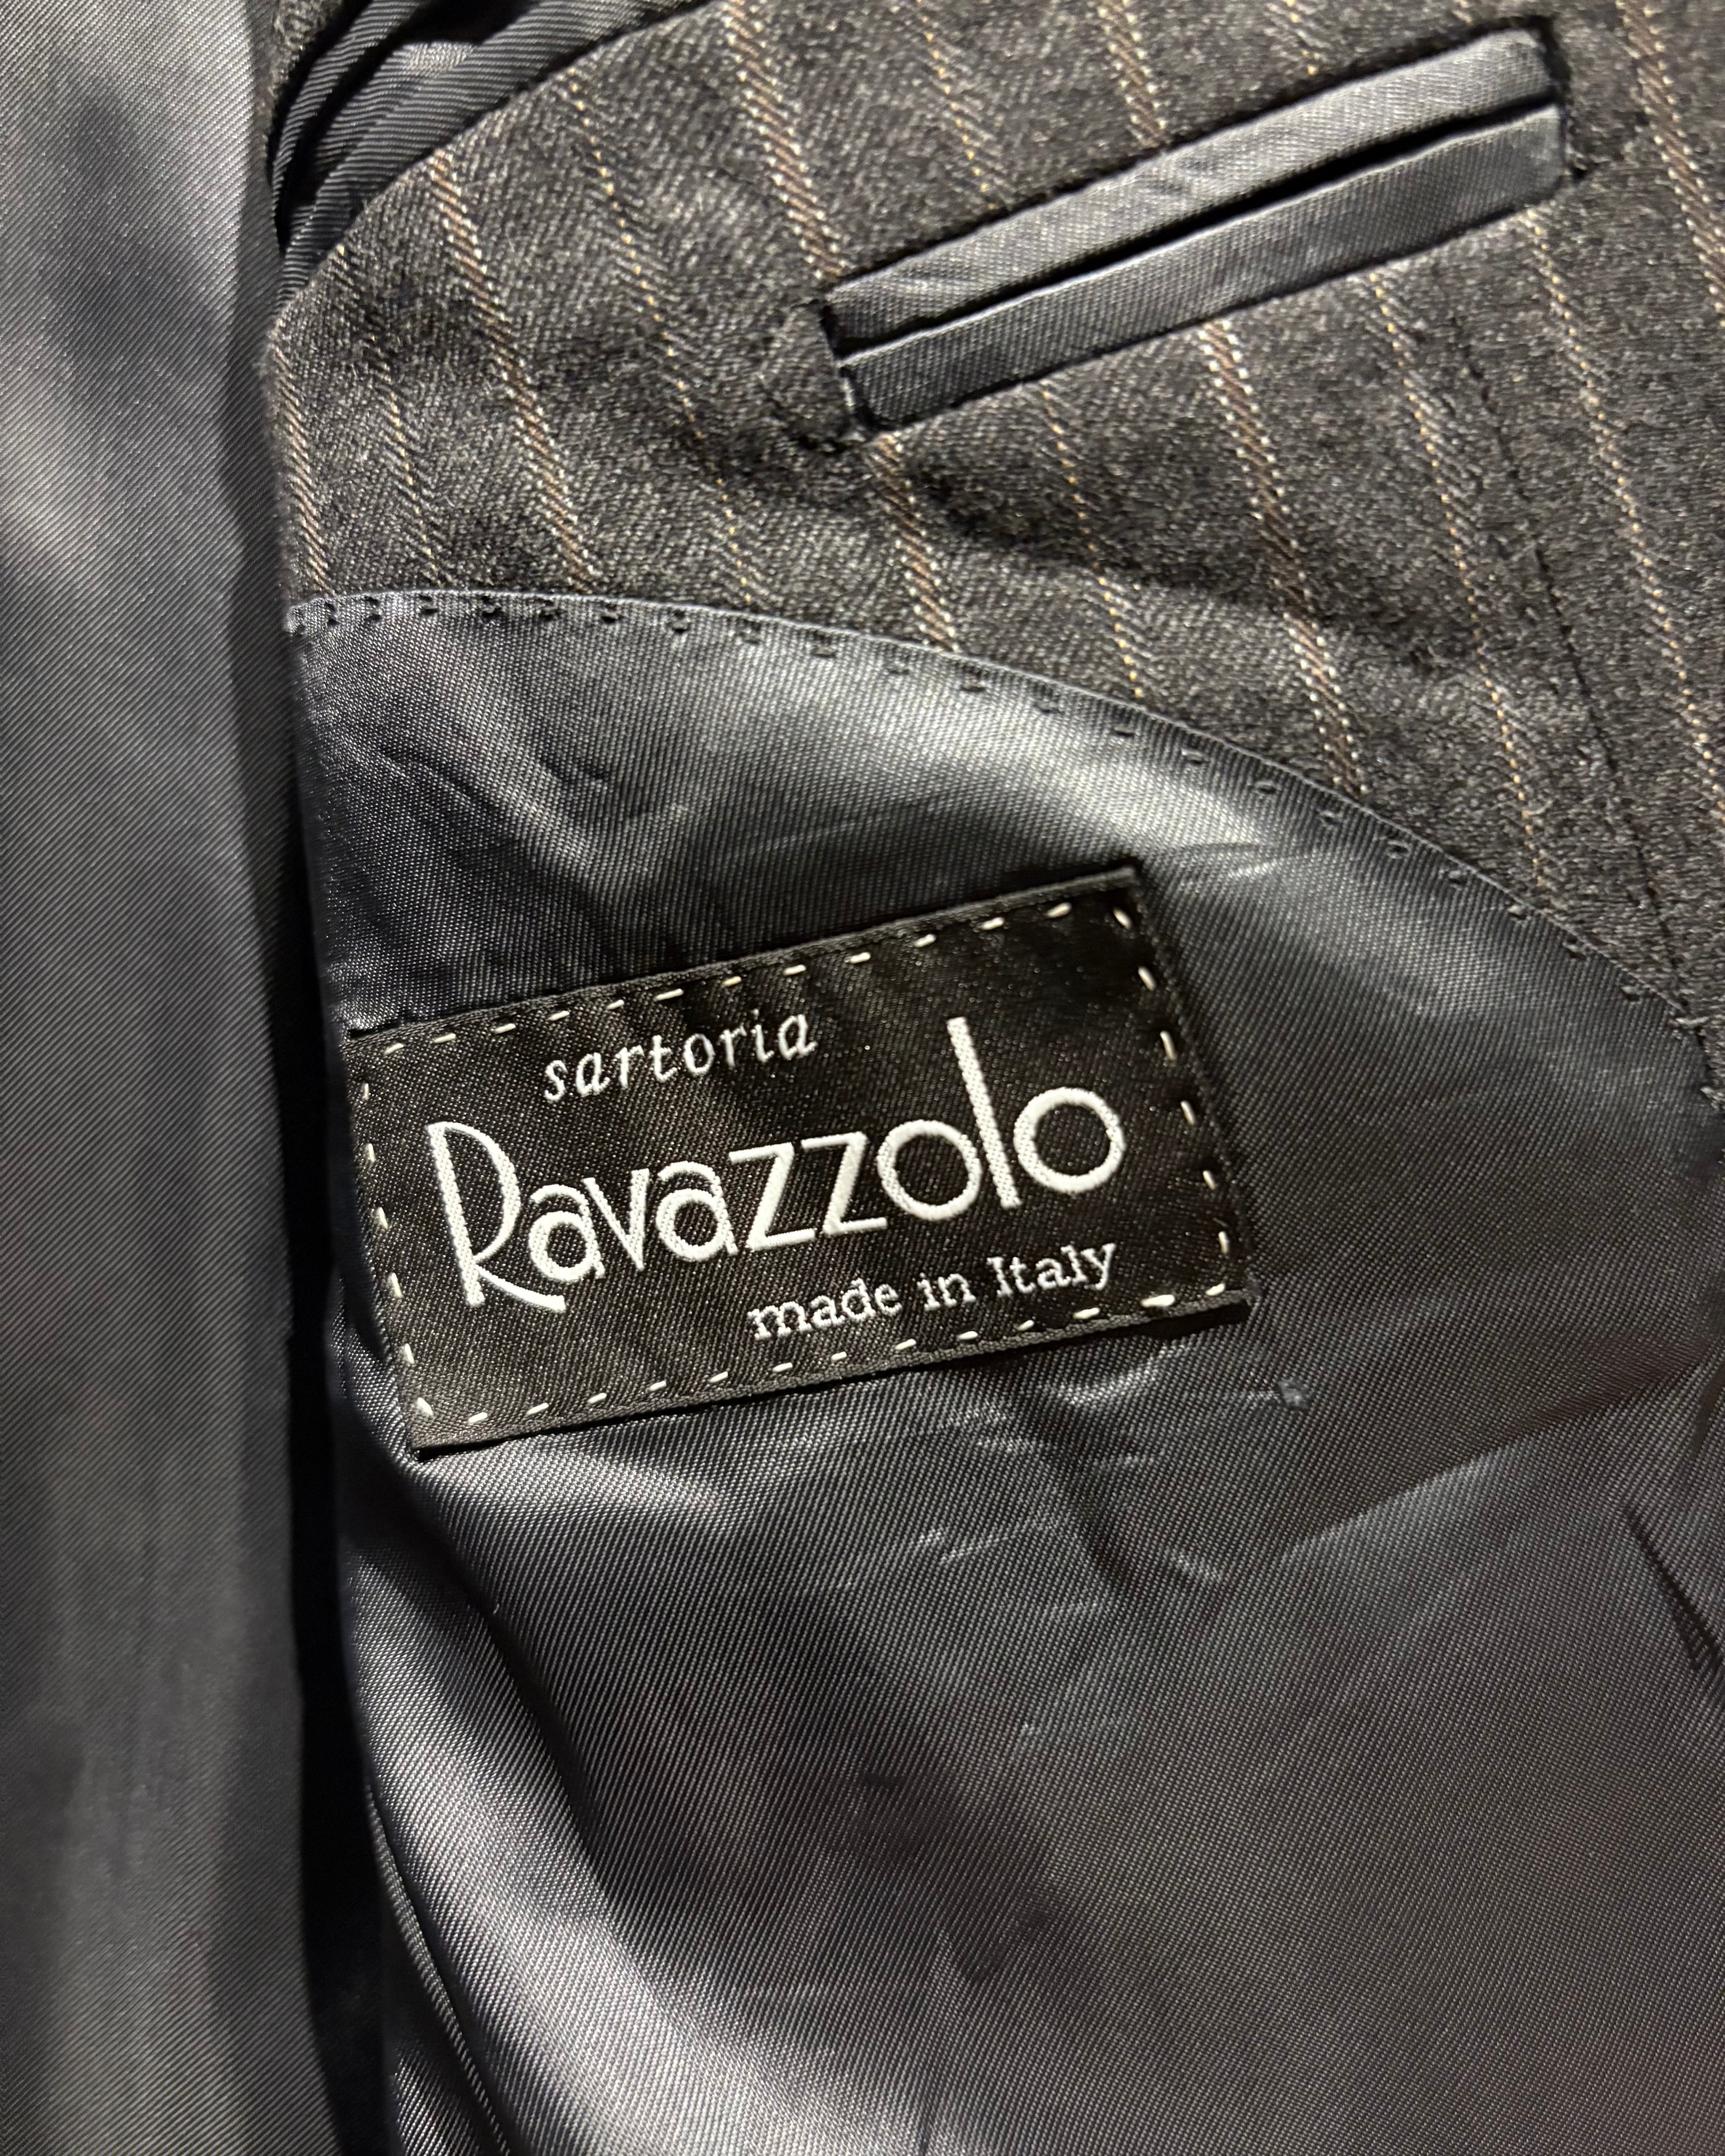 sartoria
Ravazzolo
made in Italy